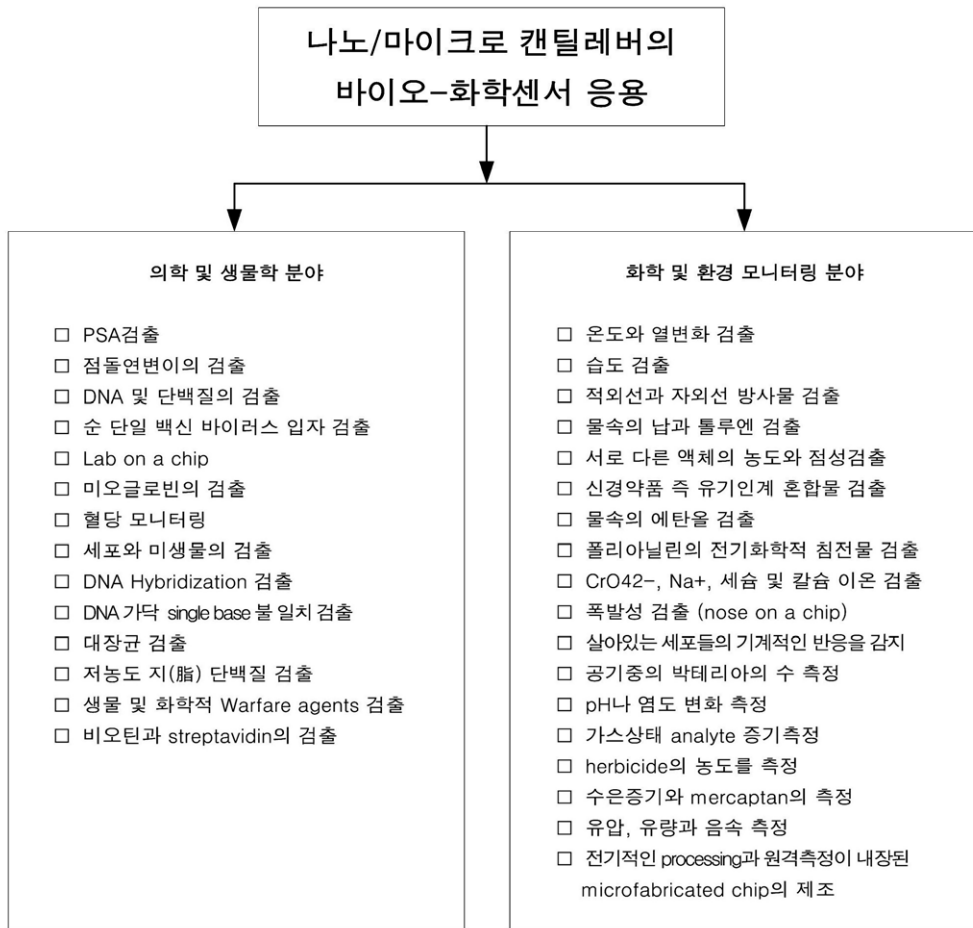 나노/마이크로 캔틸레버의
바이오-화학센서 응용
의학 및 생물학 분야
□ PSA검출
□ 점돌연변이의 검출
□ DNA 및 단백질의 검출
□ 순 단일 백신 바이러스 입자 검출
□ Lab on a chip
□ 미오글로빈의 검출
□ 혈당 모니터링
□ 세포와 미생물의 검출
□ DNA Hybridization 검출
□ DNA 가닥 single base 불 일치 검출
□ 대장균 검출
□ 저농도 지(脂) 단백질 검출
□ 생물 및 화학적 Warfare agents 검출
□ 비오틴과 streptavidin의 검출
화학 및 환경 모니터링 분야
□ 온도와 열변화 검출
□ 습도 검출
□ 적외선과 자외선 방사물 검출
□ 물속의 납과 톨루엔 검출
□ 서로 다른 액체의 농도와 점성검출
□ 신경약품 즉 유기인계 혼합물 검출
□ 물속의 에탄올 검출
□ 폴리아닐린의 전기화학적 침전물 검출
□ CrO42-, Na+, 세슘 및 칼슘 이온 검출
□ 폭발성 검출 (nose on a chip)
□ 살아있는 세포들의 기계적인 반응을 감지
□ 공기중의 박테리아의 수 측정
□ pH나 염도 변화 측정
□ 가스상태 analyte 증기측정
□ herbicide의 농도를 측정
□ 수은증기와 mercaptan의 측정
□ 유압, 유량과 음속 측정
□ 전기적인 processing과 원격측정이 내장된
microfabricated chip의 제조